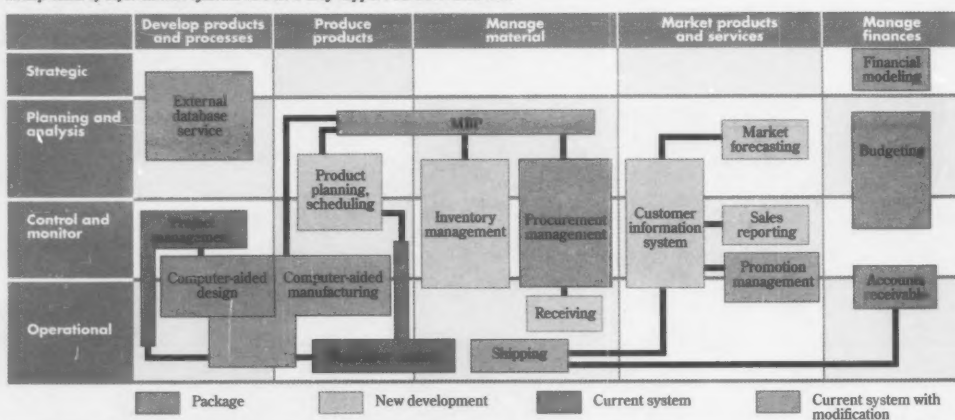 Develop products
and processes
Produce
products
Manage
material
Market products
and services
Manage
finances
Strategic
Planning and
analysis
Control and
monitor
Operational
External
database
service
Financial
modeling
Market
forecasting
Budgeting
Product
planning,
scheduling
Inventory
management
Procurement
management
Customer
information
system
Sales
reporting
Computer-aided
design
Computer-aided
manufacturing
Promotion
management
Accounts
receivable
Receiving
Shipping
Package
New development
Current system
Current system with
modification